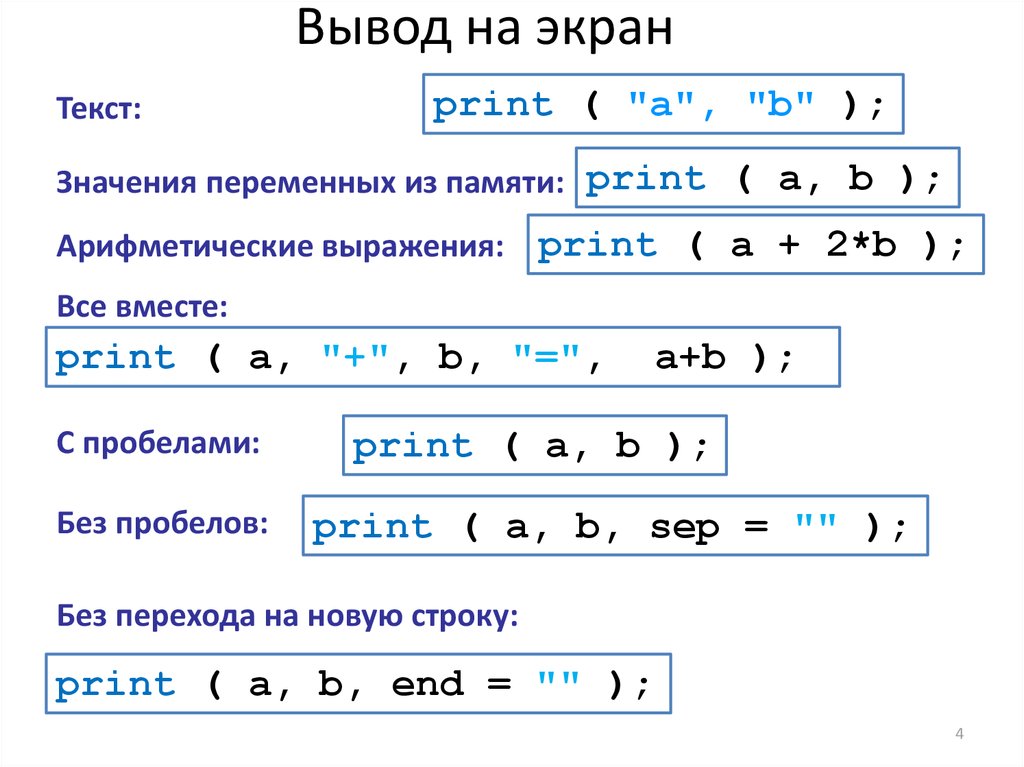 Вывод на экран
Текст: print ( "a", "b" );
Значения переменных из памяти: print ( a, b );
Арифметические выражения: print ( a + 2*b );
Все вместе:
print ( a, "+", b, "=",  a+b );
С пробелами: print ( a, b );
Без пробелов: print ( a, b, sep = "" );
Без перехода на новую строку:
print ( a, b, end = "" );
4